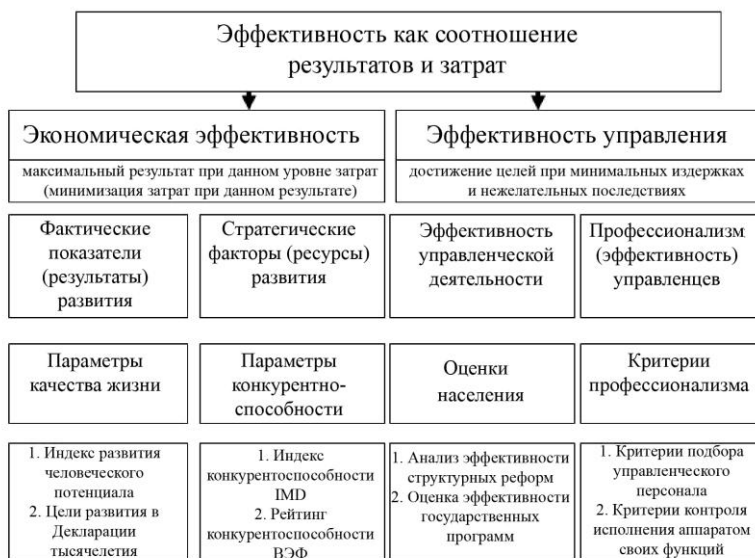 Эффективность как соотношение
результатов и затрат
Экономическая эффективность
максимальный результат при данном уровне затрат
(минимизация затрат при данном результате)
Эффективность управления
достижение целей при минимальных издержках
и нежелательных последствиях
Фактические
показатели
(результаты)
развития
Стратегические
факторы (ресурсы)
развития
Эффективность
управленческой
деятельности
Профессионализм
(эффективность)
управленцев
Параметры
качества жизни
Параметры
конкурентно-
способности
Оценки
населения
Критерии
профессионализма
1. Индекс развития
человеческого
потенциала
2. Цели развития в
Декларации
тысячелетия
1. Индекс
конкурентоспособности
IMD
2. Рейтинг
конкурентоспособности
ВЭФ
1. Анализ эффективности
структурных реформ
2. Оценка эффективности
государственных
программ
1. Критерии подбора
управленческого
персонала
2. Критерии контроля
исполнения аппаратом
своих функций